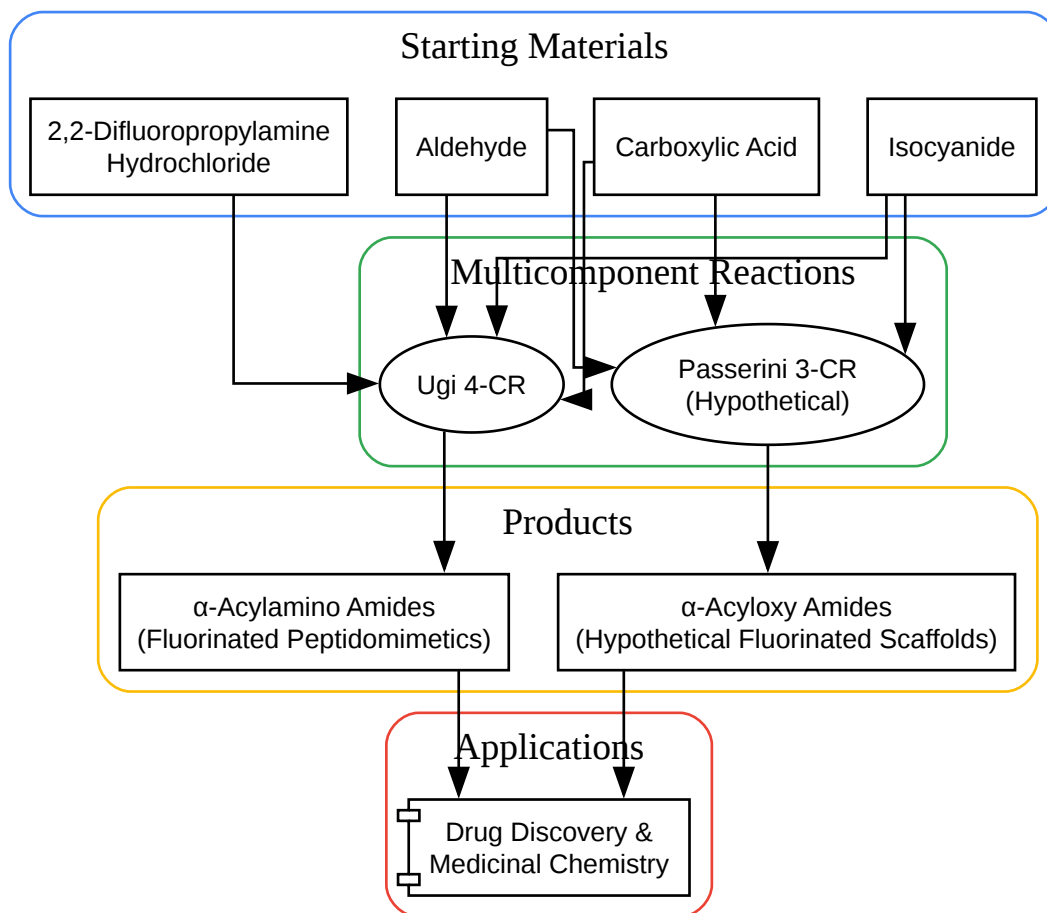 Starting Materials
2,2-Difluoropropylamine
Hydrochloride
Aldehyde
Carboxylic Acid
Isocyanide
Multicomponent Reactions
Ugi 4-CR
Passerini 3-CR
(Hypothetical)
Products
α-Acylamino Amides
(Fluorinated Peptidomimetics)
α-Acyloxy Amides
(Hypothetical Fluorinated Scaffolds)
Applications
Drug Discovery &
Medicinal Chemistry